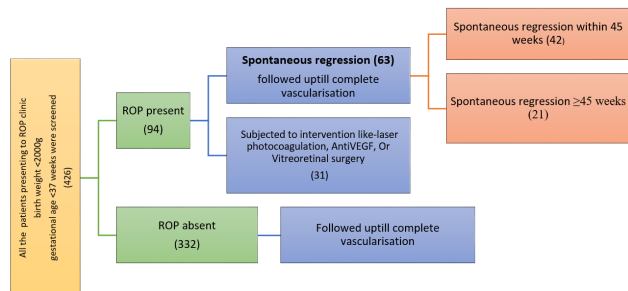 All the patients presenting to ROP clinic
birth weight <2000g
gestational age <37 weeks were screened
(426)
ROP present
(94)
Spontaneous regression (63)
followed uptill complete
vascularisation
Spontaneous regression within 45
weeks (42)
Spontaneous regression ≥45 weeks
(21)
Subjected to intervention like-laser
photocoagulation, AntiVEGF, Or
Vitreoretinal surgery
(31)
ROP absent
(332)
Followed uptill complete
vascularisation